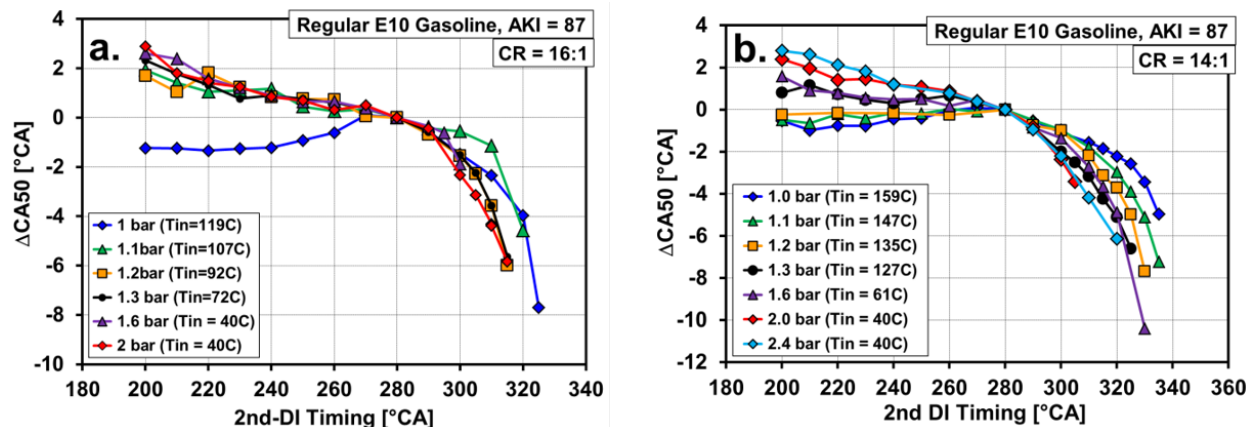 a.
Regular E10 Gasoline, AKI = 87
CR = 16:1
ΔCA50 [°CA]
4
2
0
-2
-4
-6
-8
-10
1 bar (Tin=119C)
1.1bar (Tin=107C)
1.2bar (Tin=92C)
1.3 bar (Tin=72C)
1.6 bar (Tin = 40C)
2 bar (Tin = 40C)
180 200 220 240 260 280 300 320 340
2nd-DI Timing [°CA]
b.
Regular E10 Gasoline, AKI = 87
CR = 14:1
ΔCA50 [°CA]
4
2
0
-2
-4
-6
-8
-10
-12
1.0 bar (Tin = 159C)
1.1 bar (Tin = 147C)
1.2 bar (Tin = 135C)
1.3 bar (Tin = 127C)
1.6 bar (Tin = 61C)
2.0 bar (Tin = 40C)
2.4 bar (Tin = 40C)
180 200 220 240 260 280 300 320 340 360
2nd DI Timing [°CA]